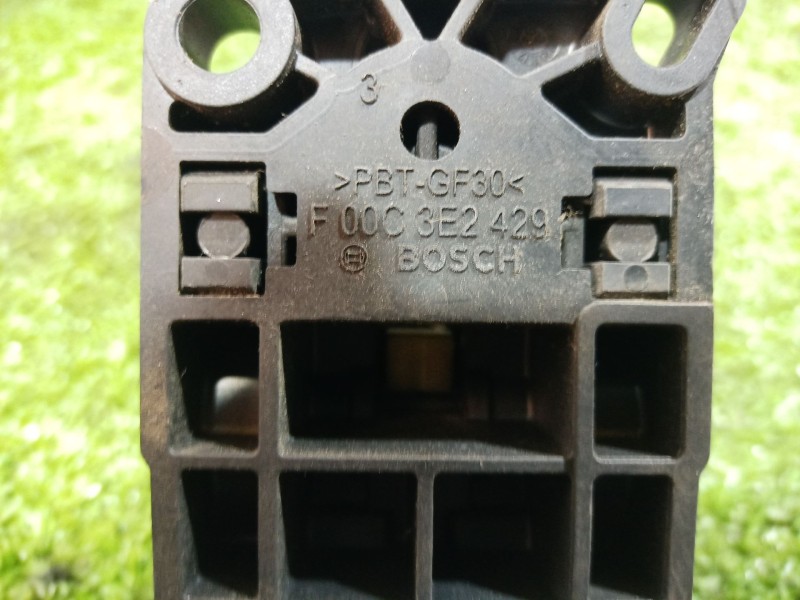 3
>PBT-GF30<
F 00C 3E2 429
BOSCH